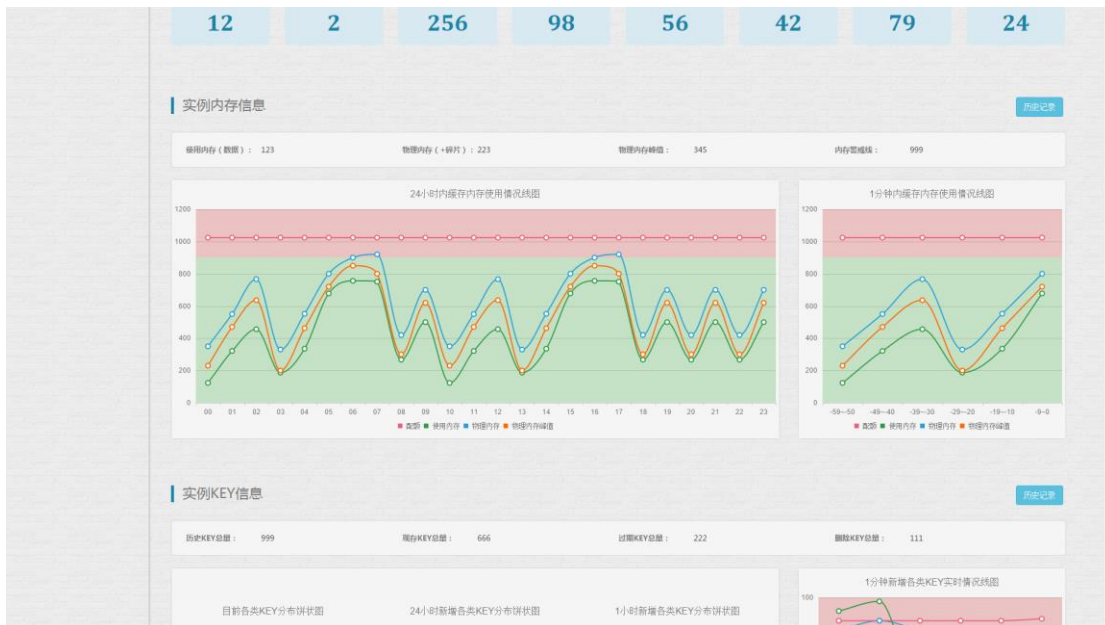 12 2 256 98 56 42 79 24
实例内存信息 历史记录
使用内存（数据）： 123 物理内存（+碎片）：223 物理内存峰值： 345 内存警戒线： 999
24小时内缓存内存使用情况线图 1分钟内缓存内存使用情况线图
1200 1200
1000 1000
800 800
600 600
400 400
200 200
0 0
00 01 02 03 04 05 06 07 08 09 10 11 12 13 14 15 16 17 18 19 20 21 22 23 -59~-50 -49~-40 -39~-30 -29~-20 -19~-10 -9~0
配额 使用内存 物理内存 物理内存峰值 配额 使用内存 物理内存 物理内存峰值
实例KEY信息 历史记录
历史KEY总量： 999 现存KEY总量： 666 过期KEY总量： 222 删除KEY总量： 111
1分钟新增各类KEY实时情况线图
100
目前各类KEY分布饼状图 24小时新增各类KEY分布饼状图 1小时新增各类KEY分布饼状图